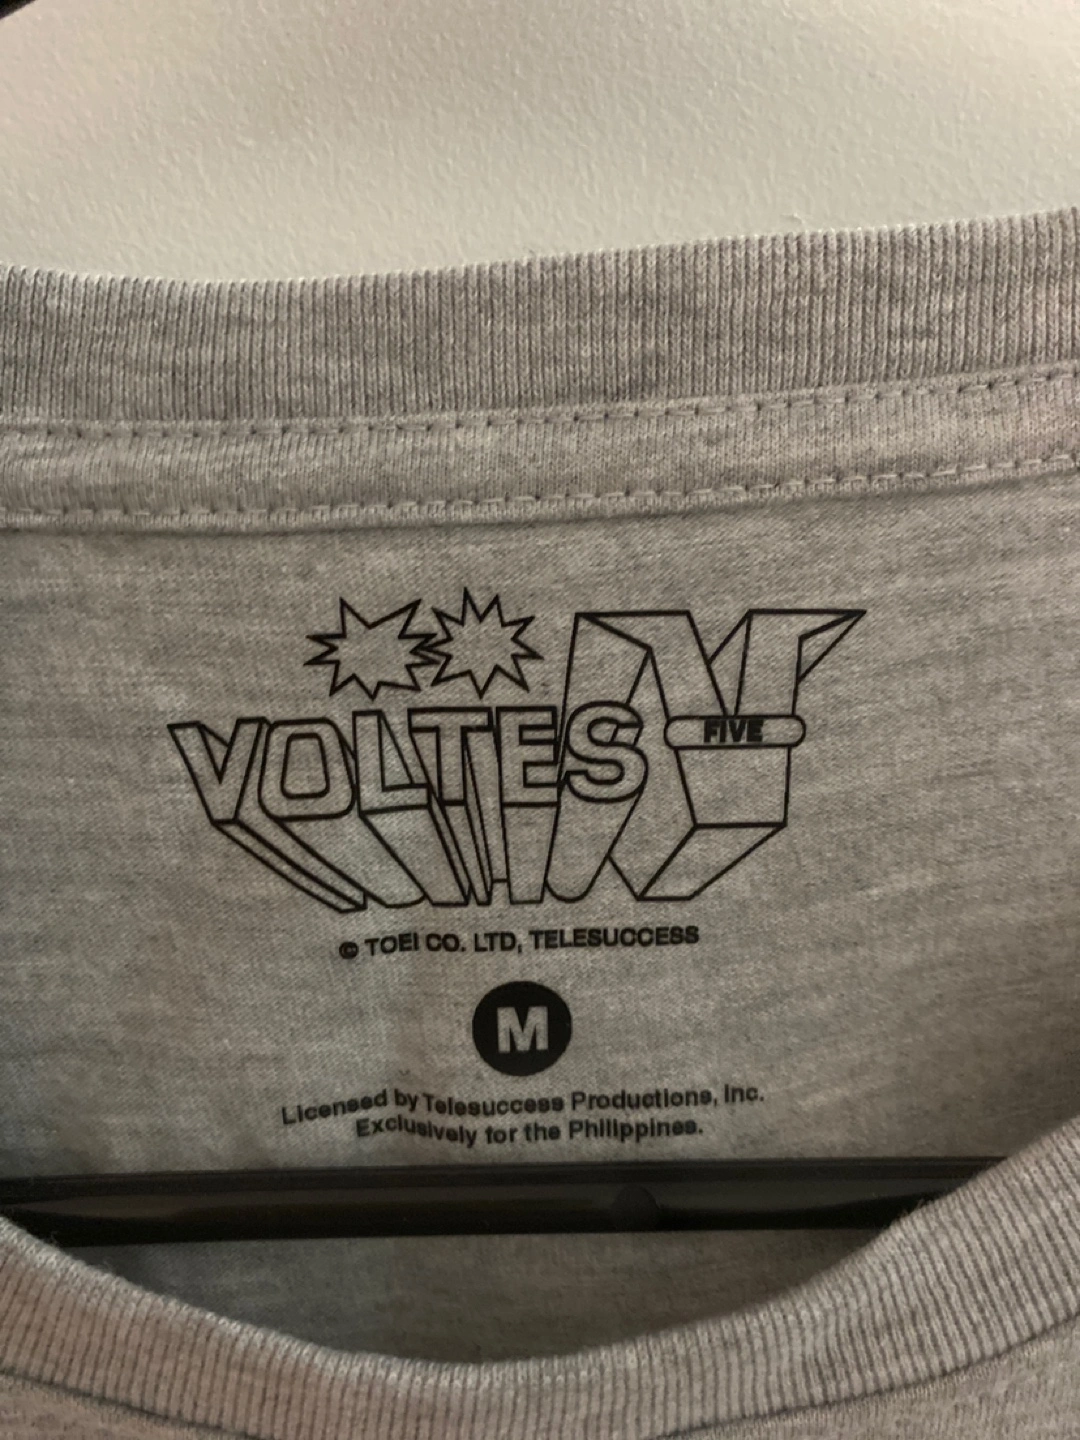 VOLTES V
FIVE
© TOEI CO. LTD, TELESUCCESS
M
Licensed by Telesuccess Productions, Inc.
Exclusively for the Philippines.